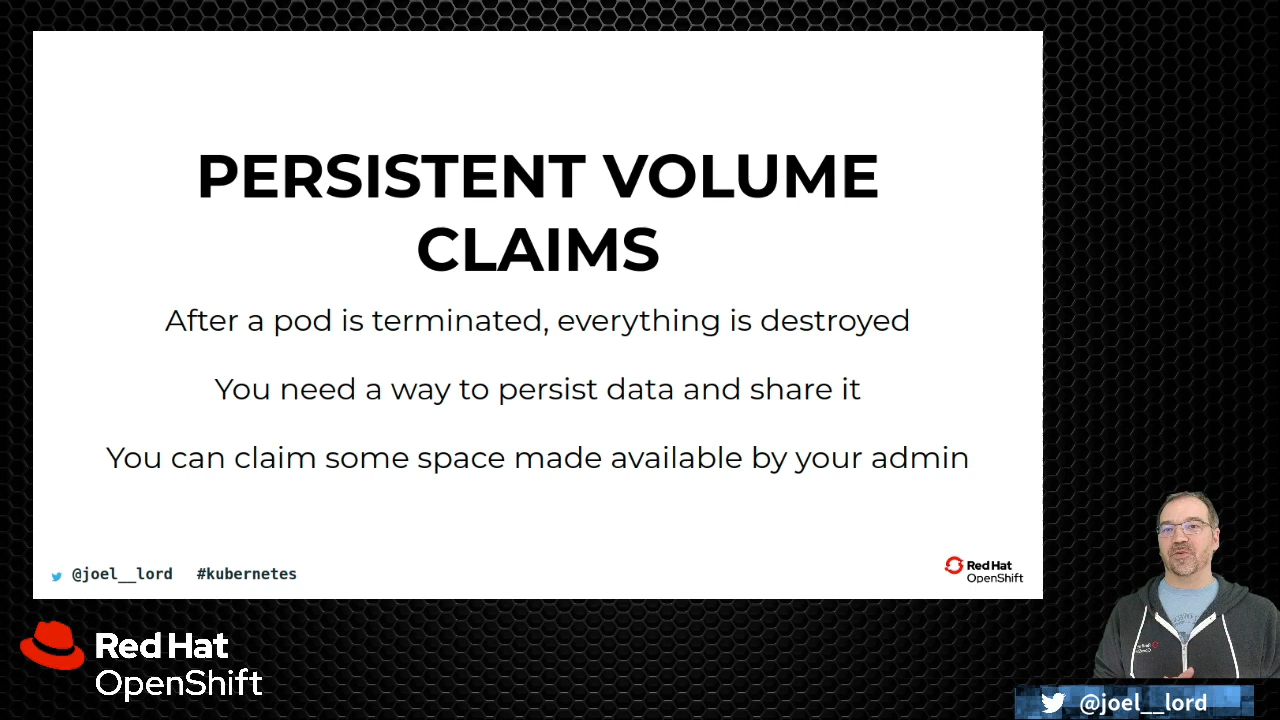 PERSISTENT VOLUME
CLAIMS
After a pod is terminated, everything is destroyed
You need a way to persist data and share it
You can claim some space made available by your admin
@joel__lord #kubernetes
Red Hat
OpenShift
Red Hat
OpenShift
@joel__lord